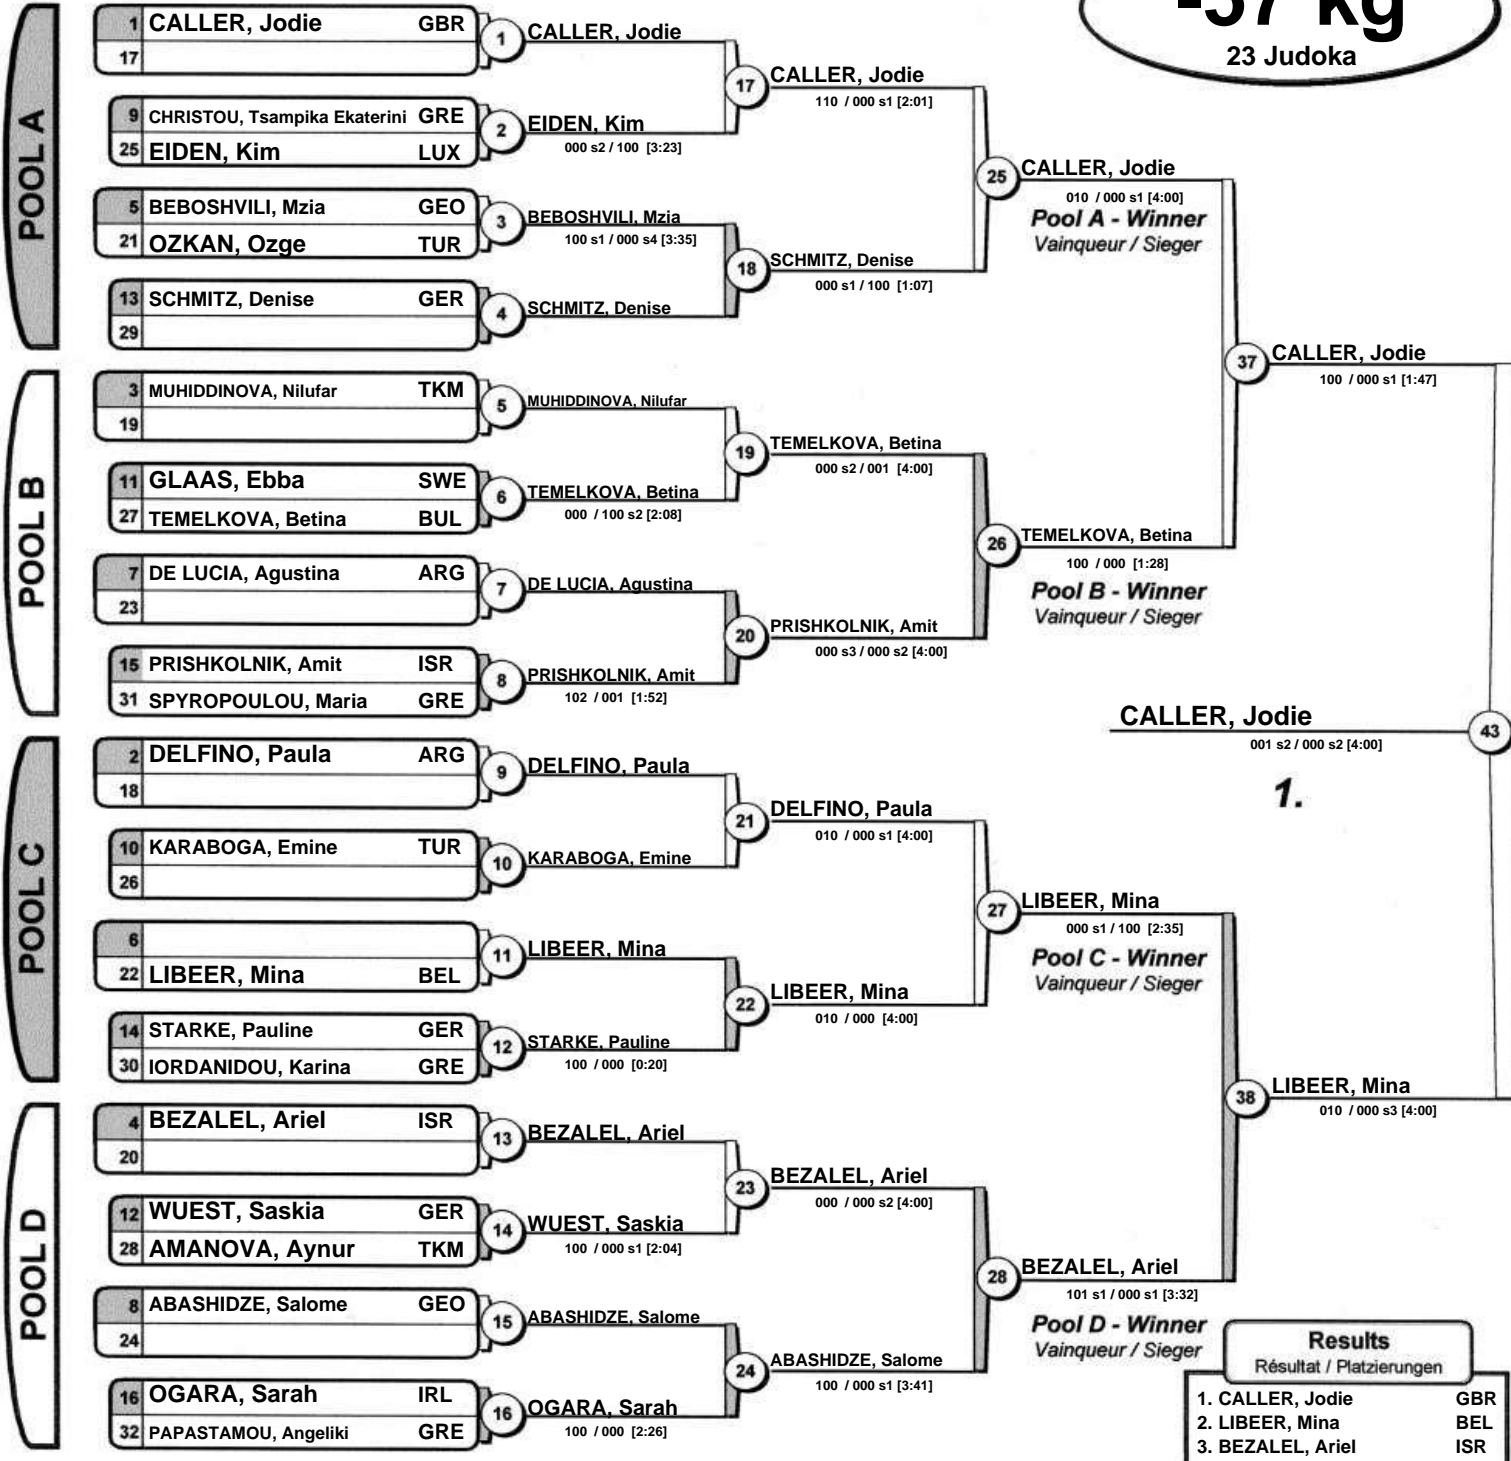 -57 kg
23 Judoka
POOL A
1 CALLER, Jodie GBR
17
9 CHRISTOU, Tsampika Ekaterini GRE
25 EIDEN, Kim LUX
5 BEBOSHVILI, Mzia GEO
21 OZKAN, Ozge TUR
13 SCHMITZ, Denise GER
29
POOL B
3 MUHIDDINOVA, Nilufar TKM
19
11 GLAAS, Ebba SWE
27 TEMELKOVA, Betina BUL
7 DE LUCIA, Agustina ARG
23
15 PRISHKOLNIK, Amit ISR
31 SPYROPOULOU, Maria GRE
POOL C
2 DELFINO, Paula ARG
18
10 KARABOGA, Emine TUR
26
6
22 LIBEER, Mina BEL
14 STARKE, Pauline GER
30 IORDANIDOU, Karina GRE
POOL D
4 BEZALEL, Ariel ISR
20
12 WUEST, Saskia GER
28 AMANOVA, Aynur TKM
8 ABASHIDZE, Salome GEO
24
16 OGARA, Sarah IRL
32 PAPASTAMOU, Angeliki GRE
1 CALLER, Jodie
2 EIDEN, Kim
000 s2 / 100 [3:23]
3 BEBOSHVILI, Mzia
100 s1 / 000 s4 [3:35]
4 SCHMITZ, Denise
5 MUHIDDINOVA, Nilufar
6 TEMELKOVA, Betina
000 / 100 s2 [2:08]
7 DE LUCIA, Agustina
8 PRISHKOLNIK, Amit
102 / 001 [1:52]
9 DELFINO, Paula
10 KARABOGA, Emine
11 LIBEER, Mina
12 STARKE, Pauline
100 / 000 [0:20]
13 BEZALEL, Ariel
14 WUEST, Saskia
100 / 000 s1 [2:04]
15 ABASHIDZE, Salome
16 OGARA, Sarah
100 / 000 [2:26]
17 CALLER, Jodie
110 / 000 s1 [2:01]
18 SCHMITZ, Denise
000 s1 / 100 [1:07]
19 TEMELKOVA, Betina
000 s2 / 001 [4:00]
20 PRISHKOLNIK, Amit
000 s3 / 000 s2 [4:00]
21 DELFINO, Paula
010 / 000 s1 [4:00]
22 LIBEER, Mina
010 / 000 [4:00]
23 BEZALEL, Ariel
000 / 000 s2 [4:00]
24 ABASHIDZE, Salome
100 / 000 s1 [3:41]
25 CALLER, Jodie
010 / 000 s1 [4:00]
Pool A - Winner
Vainqueur / Sieger
26 TEMELKOVA, Betina
100 / 000 [1:28]
Pool B - Winner
Vainqueur / Sieger
27 LIBEER, Mina
000 s1 / 100 [2:35]
Pool C - Winner
Vainqueur / Sieger
28 BEZALEL, Ariel
101 s1 / 000 s1 [3:32]
Pool D - Winner
Vainqueur / Sieger
37 CALLER, Jodie
100 / 000 s1 [1:47]
38 LIBEER, Mina
010 / 000 s3 [4:00]
CALLER, Jodie 43
001 s2 / 000 s2 [4:00]
1.
Results
Résultat / Platzierungen
1. CALLER, Jodie GBR
2. LIBEER, Mina BEL
3. BEZALEL, Ariel ISR